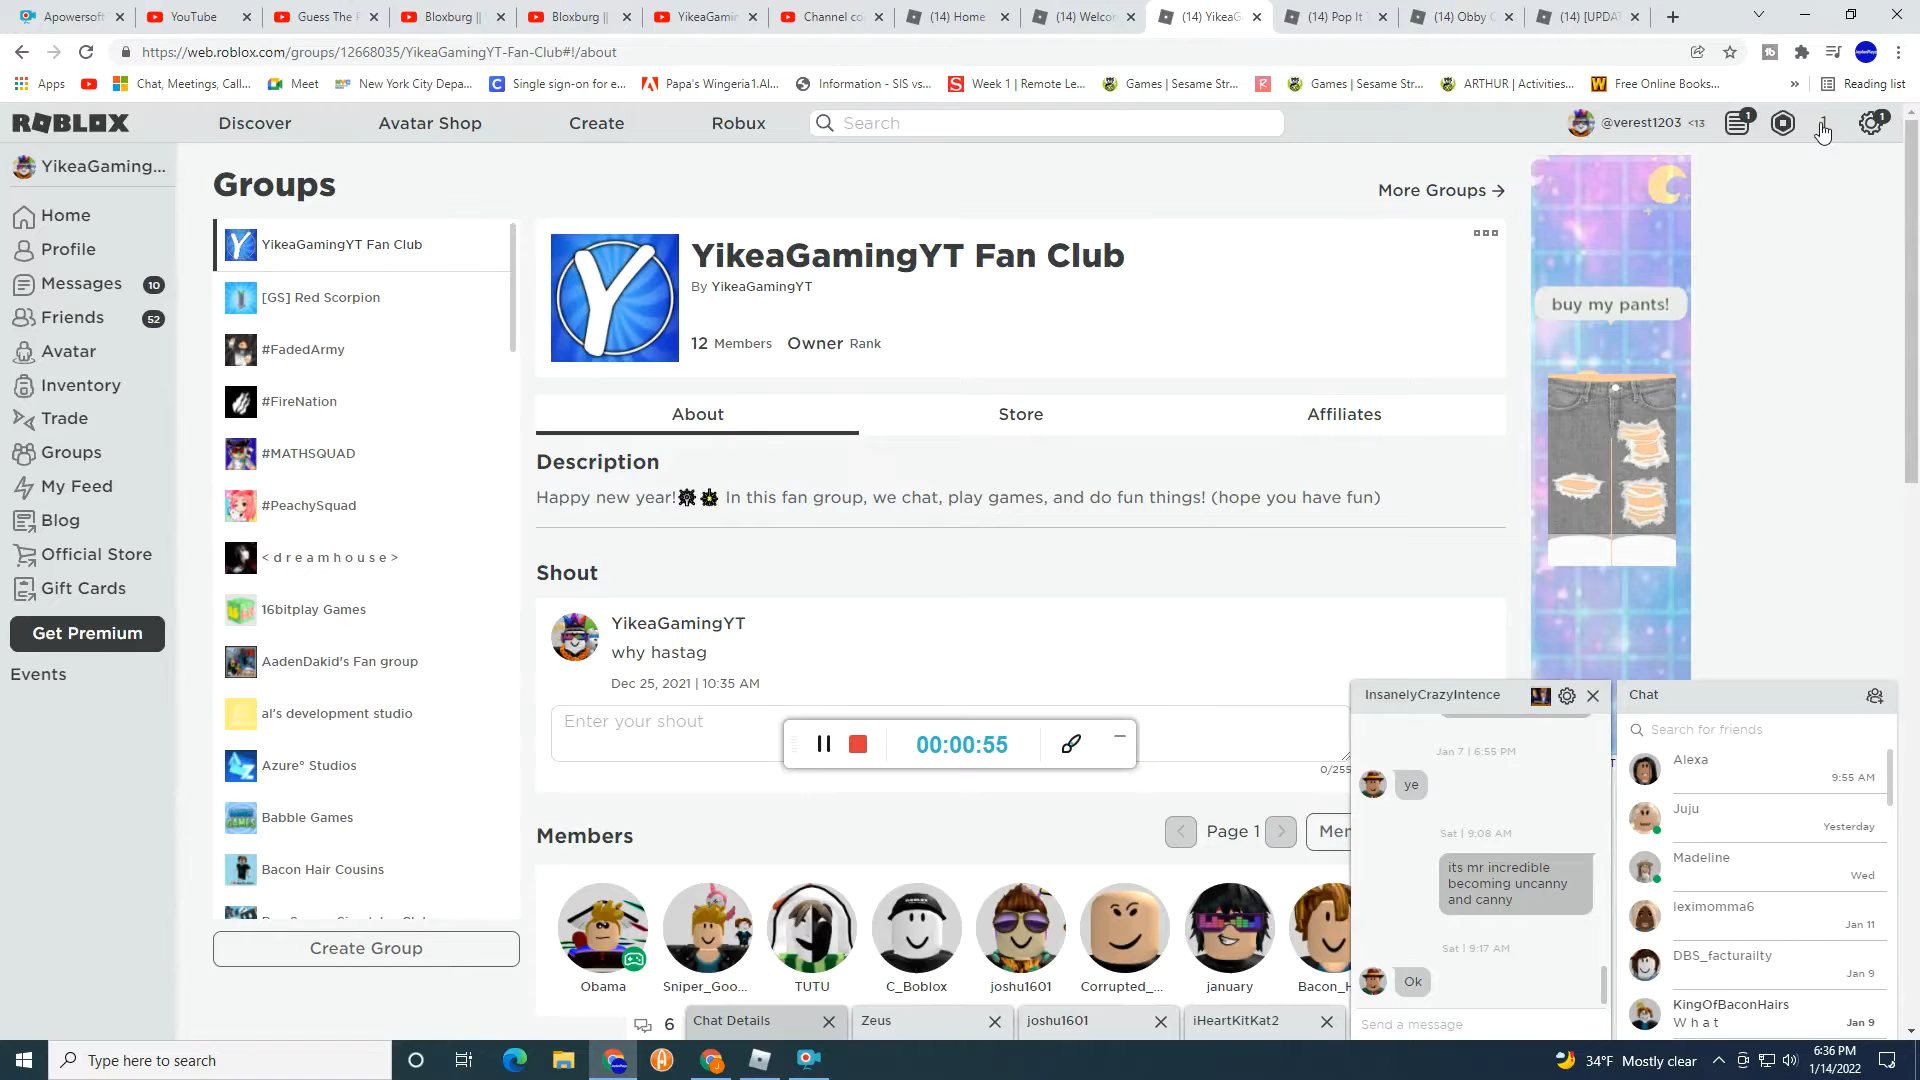 Apowersoft
YouTube
Guess The
Bloxburg ||
Bloxburg ||
YikeaGamin
Channel co
(14) Home
(14) Welcor
(14) YikeaG
(14) Pop It
(14) Obby
(14) [UPDA
https://web.roblox.com/groups/12668035/YikeaGamingYT-Fan-Club#!/about
Apps
Chat, Meetings, Call...
Meet
New York City Depa...
Single sign-on for e...
Papa's Wingeria1.Al...
Information - SIS vs...
Week 1 | Remote Le...
Games | Sesame Str...
Games | Sesame Str...
ARTHUR | Activities...
Free Online Books...
»
Reading list
ROBLOX
Discover
Avatar Shop
Create
Robux
Search
@verest1203 <13
1
1
1
YikeaGaming...
Home
Profile
Messages 10
Friends 52
Avatar
Inventory
Trade
Groups
My Feed
Blog
Official Store
Gift Cards
Get Premium
Events
Groups
More Groups →
YikeaGamingYT Fan Club
[GS] Red Scorpion
#FadedArmy
#FireNation
#MATHSQUAD
#PeachySquad
< d r e a m h o u s e >
16bitplay Games
AadenDakid's Fan group
al's development studio
Azure° Studios
Babble Games
Bacon Hair Cousins
Create Group
Y
YikeaGamingYT Fan Club
By YikeaGamingYT
12 Members Owner Rank
About
Store
Affiliates
Description
Happy new year! In this fan group, we chat, play games, and do fun things! (hope you have fun)
Shout
YikeaGamingYT
why hastag
Dec 25, 2021 | 10:35 AM
Enter your shout
0/255
00:00:55
Members
Page 1
Obama
Sniper_Goo...
TUTU
C_Boblox
joshu1601
Corrupted_...
january
buy my pants!
InsanelyCrazyIntence
Jan 7 | 6:55 PM
ye
Sat | 9:08 AM
its mr incredible
becoming uncanny
and canny
Sat | 9:17 AM
Ok
Send a message
Chat
Search for friends
Alexa
9:55 AM
Juju
Yesterday
Madeline
Wed
leximomma6
Jan 11
DBS_facturailty
Jan 9
KingOfBaconHairs
W h a t
Jan 9
6
Chat Details
Zeus
joshu1601
iHeartKitKat2
Type here to search
34°F Mostly clear
6:36 PM
1/14/2022